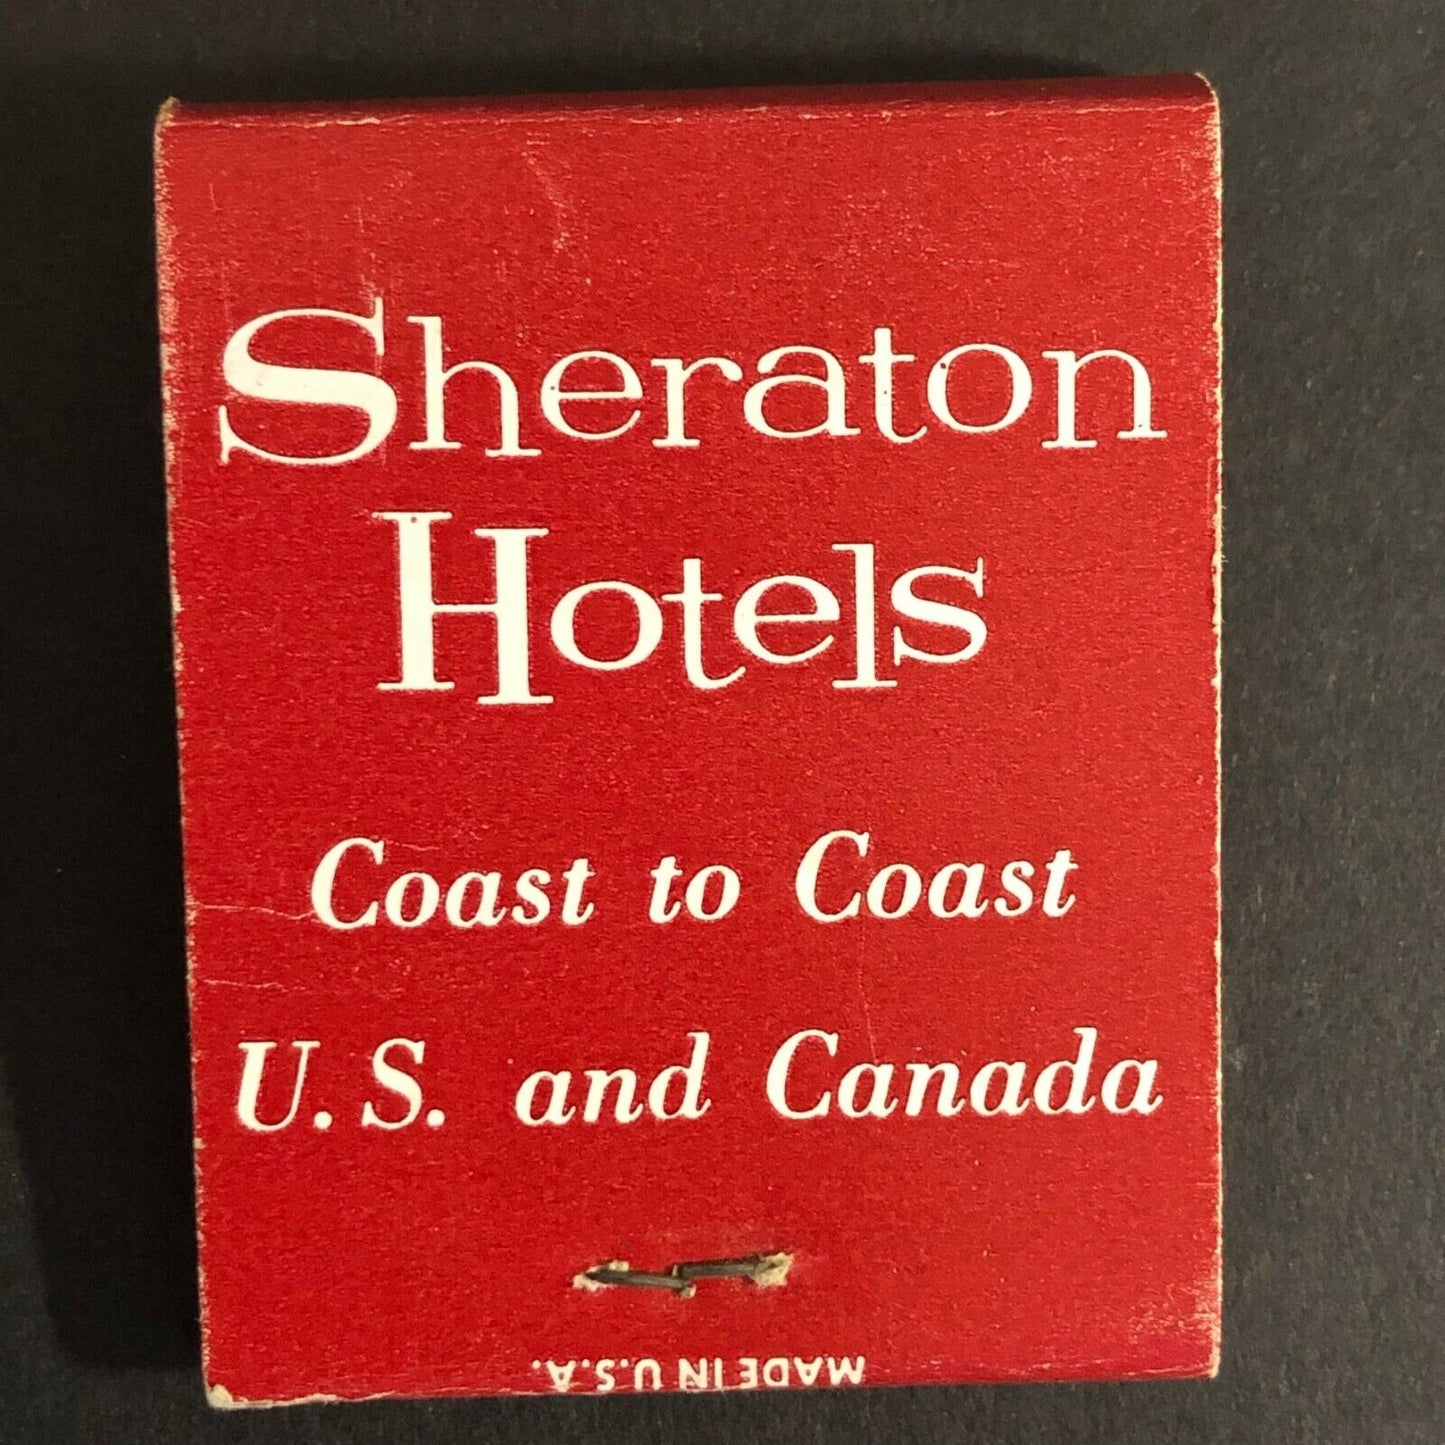 Sheraton
Hotels
Coast to Coast
U.S. and Canada
MADE IN U.S.A.